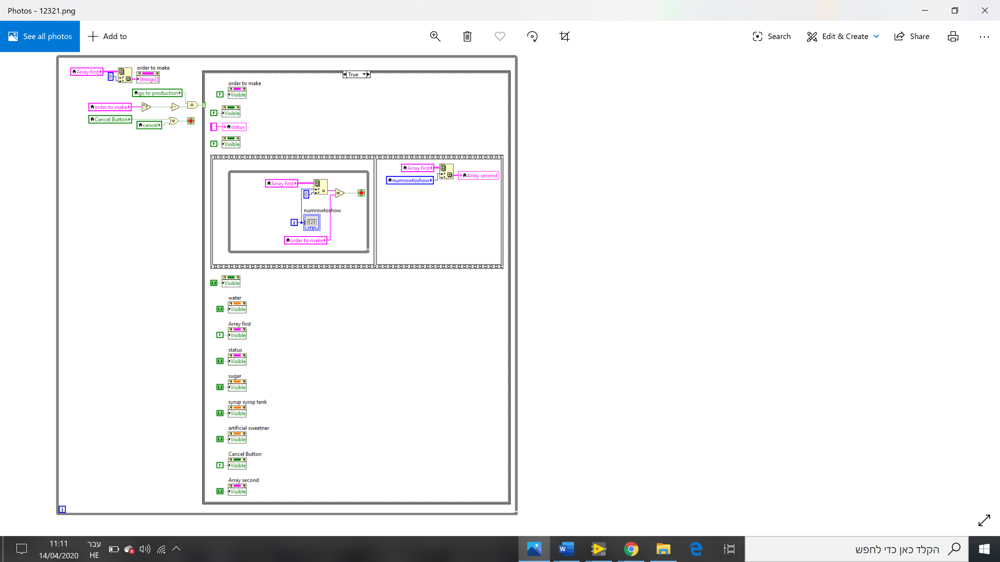 Photos - 12321.png
See all photos
Add to
Search
Edit & Create
Share
Array first
0
order to make
Strings[]
go to production
order to make
Cancel Button
cancel
True
order to make
F Visible
F Visible
status
F Visible
Array first
0
numrowtoshow
i
1.23
order to make
Array first
numrowtoshow
Array second
T Visible
water
T Visible
Array first
F Visible
status
T Visible
sugar
T Visible
syrup syrop tank
T Visible
artificial sweetner
T Visible
Cancel Button
F Visible
Array second
T Visible
i
11:11
14/04/2020
עבר
HE
W
19
הקלד כאן כדי לחפש